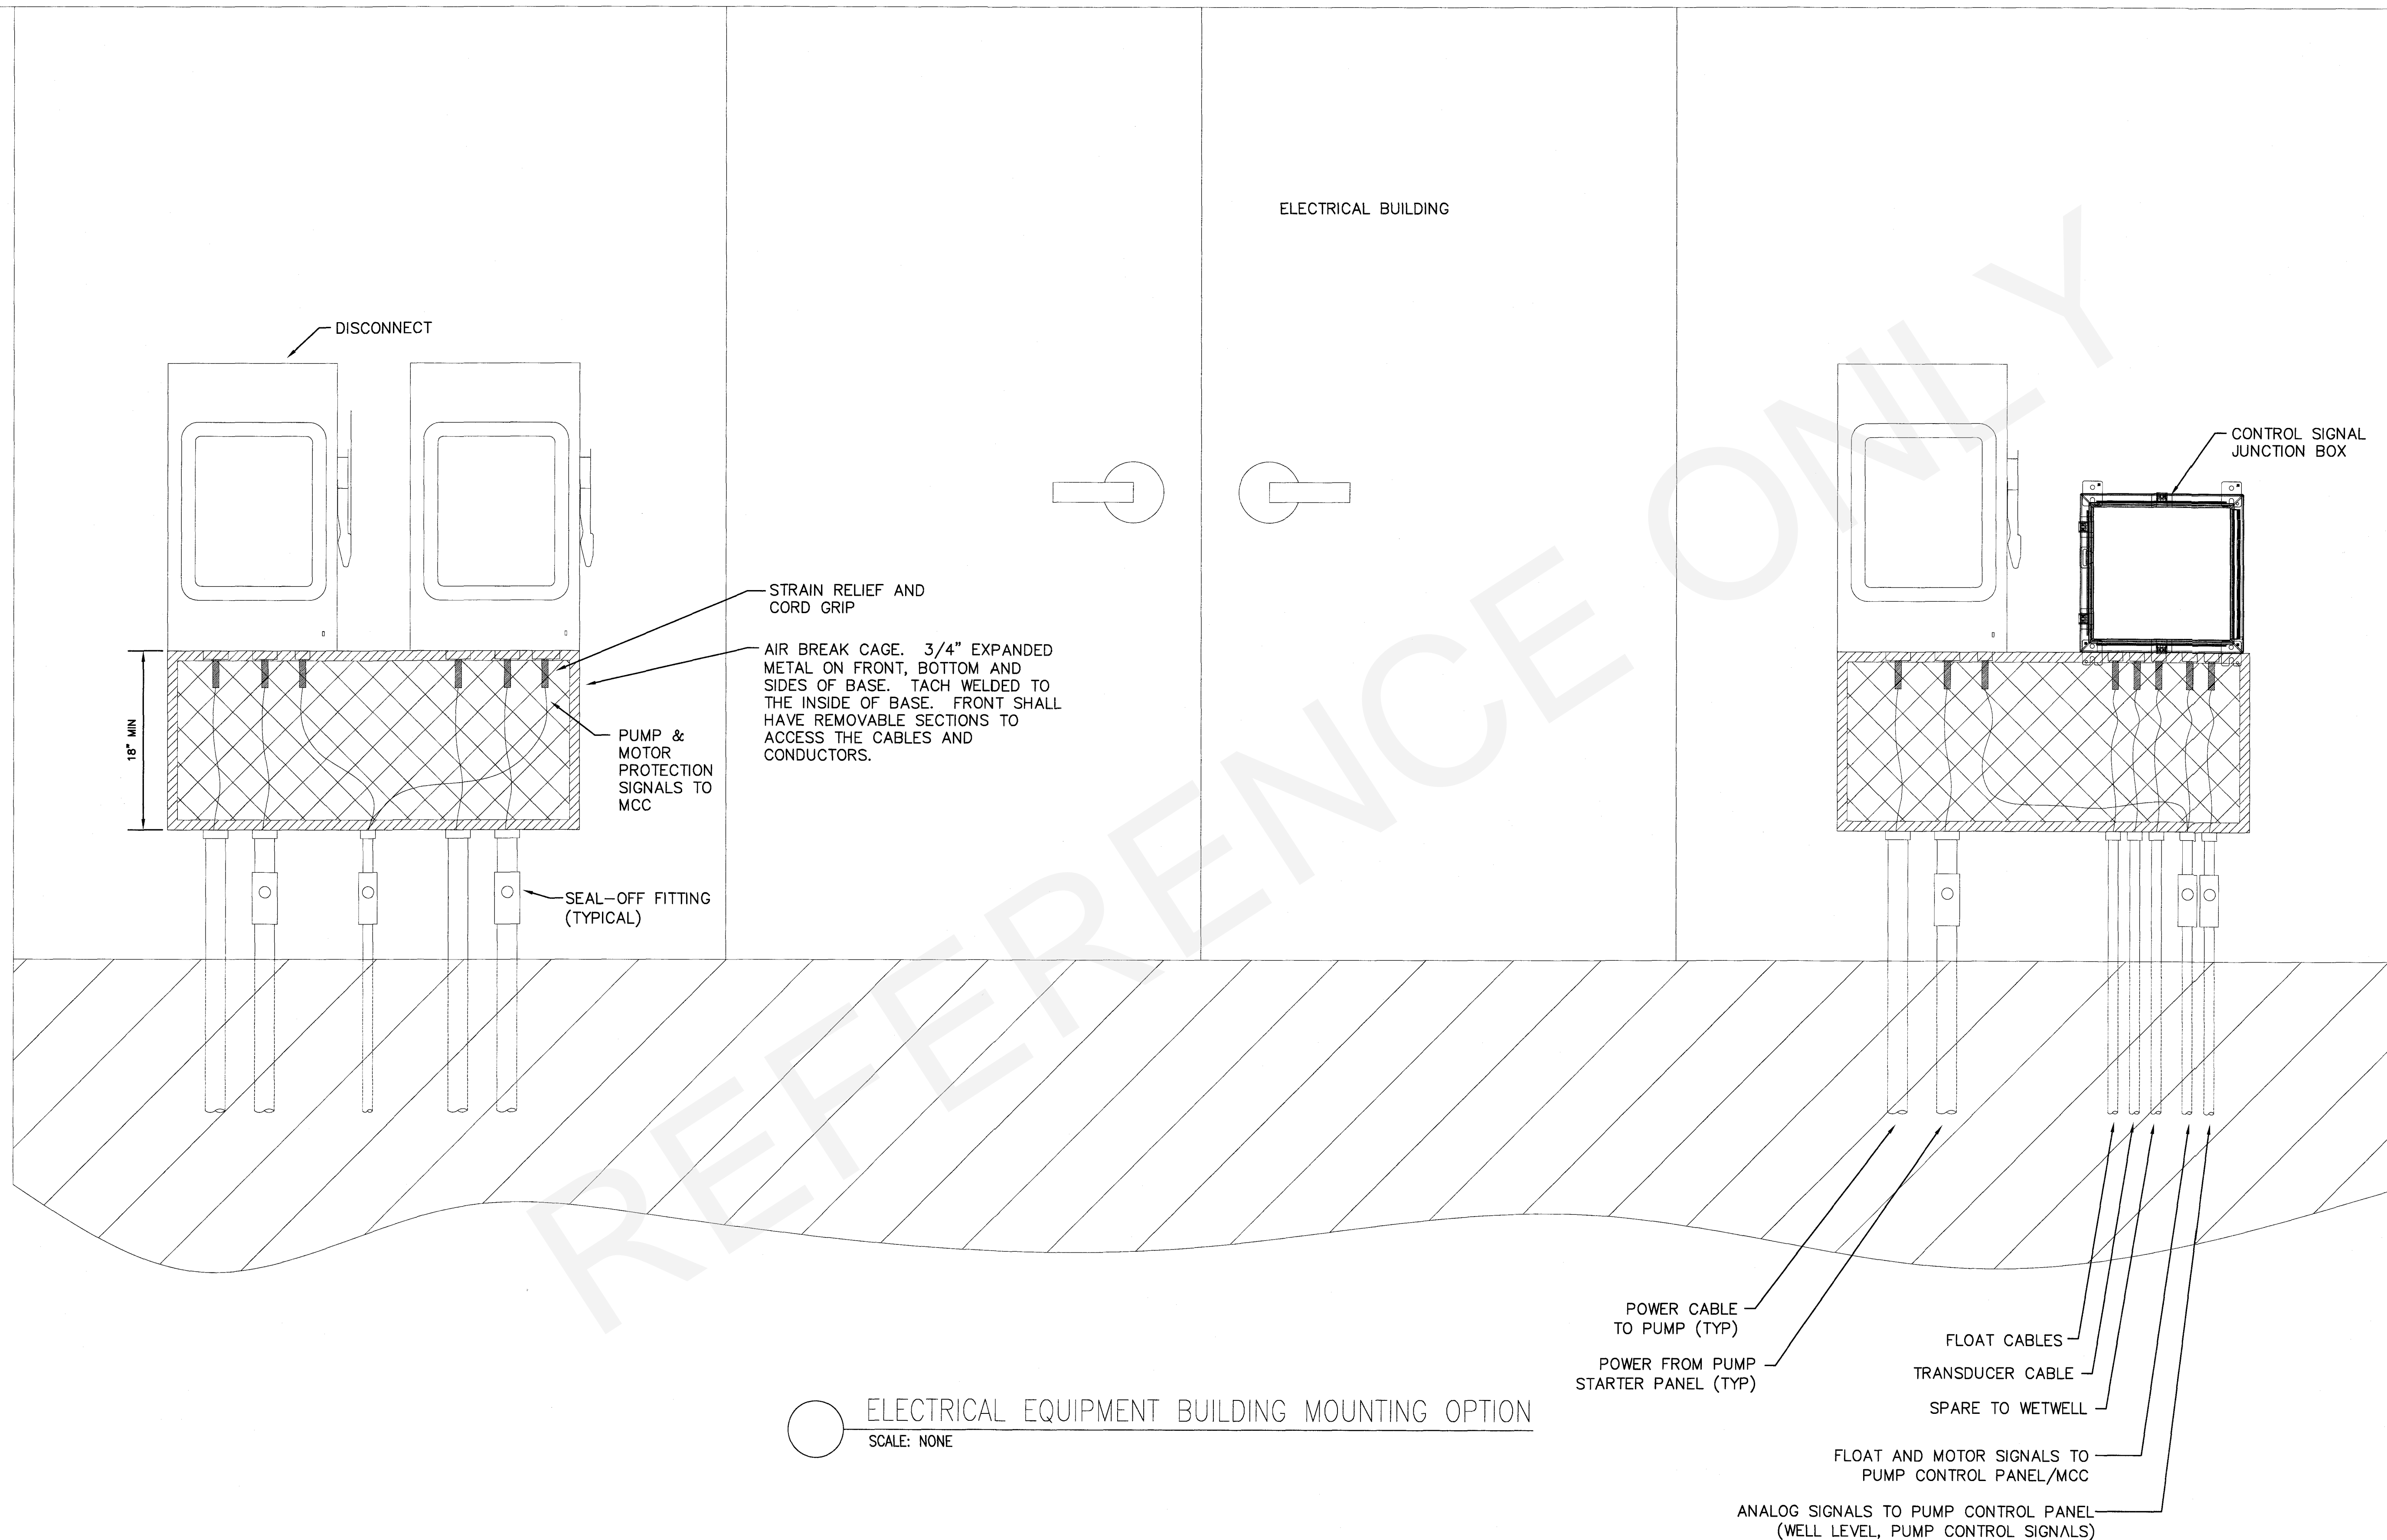 ELECTRICAL BUILDING
DISCONNECT
CONTROL SIGNAL
JUNCTION BOX
STRAIN RELIEF AND
CORD GRIP
AIR BREAK CAGE. 3/4" EXPANDED
METAL ON FRONT, BOTTOM AND
SIDES OF BASE. TACH WELDED TO
THE INSIDE OF BASE. FRONT SHALL
HAVE REMOVABLE SECTIONS TO
ACCESS THE CABLES AND
CONDUCTORS.
18" MIN
PUMP &
MOTOR
PROTECTION
SIGNALS TO
MCC
SEAL-OFF FITTING
(TYPICAL)
REFERENCE ONLY
POWER CABLE
TO PUMP (TYP)
POWER FROM PUMP
STARTER PANEL (TYP)
FLOAT CABLES
TRANSDUCER CABLE
SPARE TO WETWELL
FLOAT AND MOTOR SIGNALS TO
PUMP CONTROL PANEL/MCC
ANALOG SIGNALS TO PUMP CONTROL PANEL
(WELL LEVEL, PUMP CONTROL SIGNALS)
ELECTRICAL EQUIPMENT BUILDING MOUNTING OPTION
SCALE: NONE